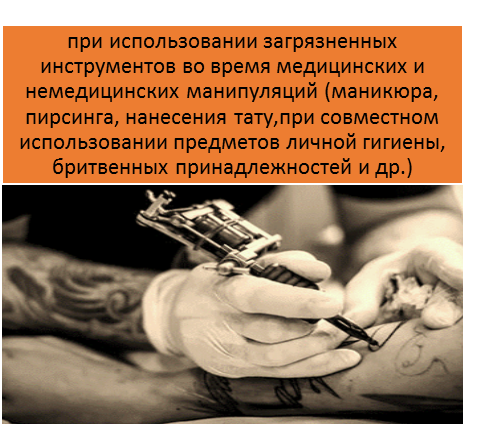 при использовании загрязненных
инструментов во время медицинских и
немедицинских манипуляций (маникюра,
пирсинга, нанесения тату,при совместном
использовании предметов личной гигиены,
бритвенных принадлежностей и др.)